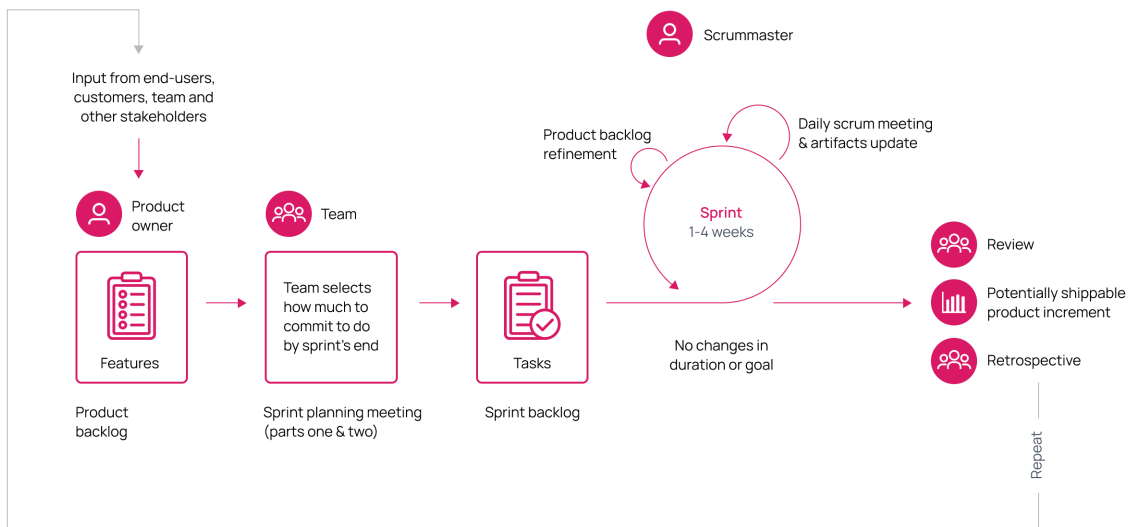 Scrummaster
Input from end-users,
customers, team and
other stakeholders
Product backlog
refinement
Daily scrum meeting
& artifacts update
Product
owner
Team
Sprint
1-4 weeks
Features
Team selects
how much to
commit to do
by sprint's end
Tasks
No changes in
duration or goal
Review
Potentially shippable
product increment
Retrospective
Product
backlog
Sprint planning meeting
(parts one & two)
Sprint backlog
Repeat